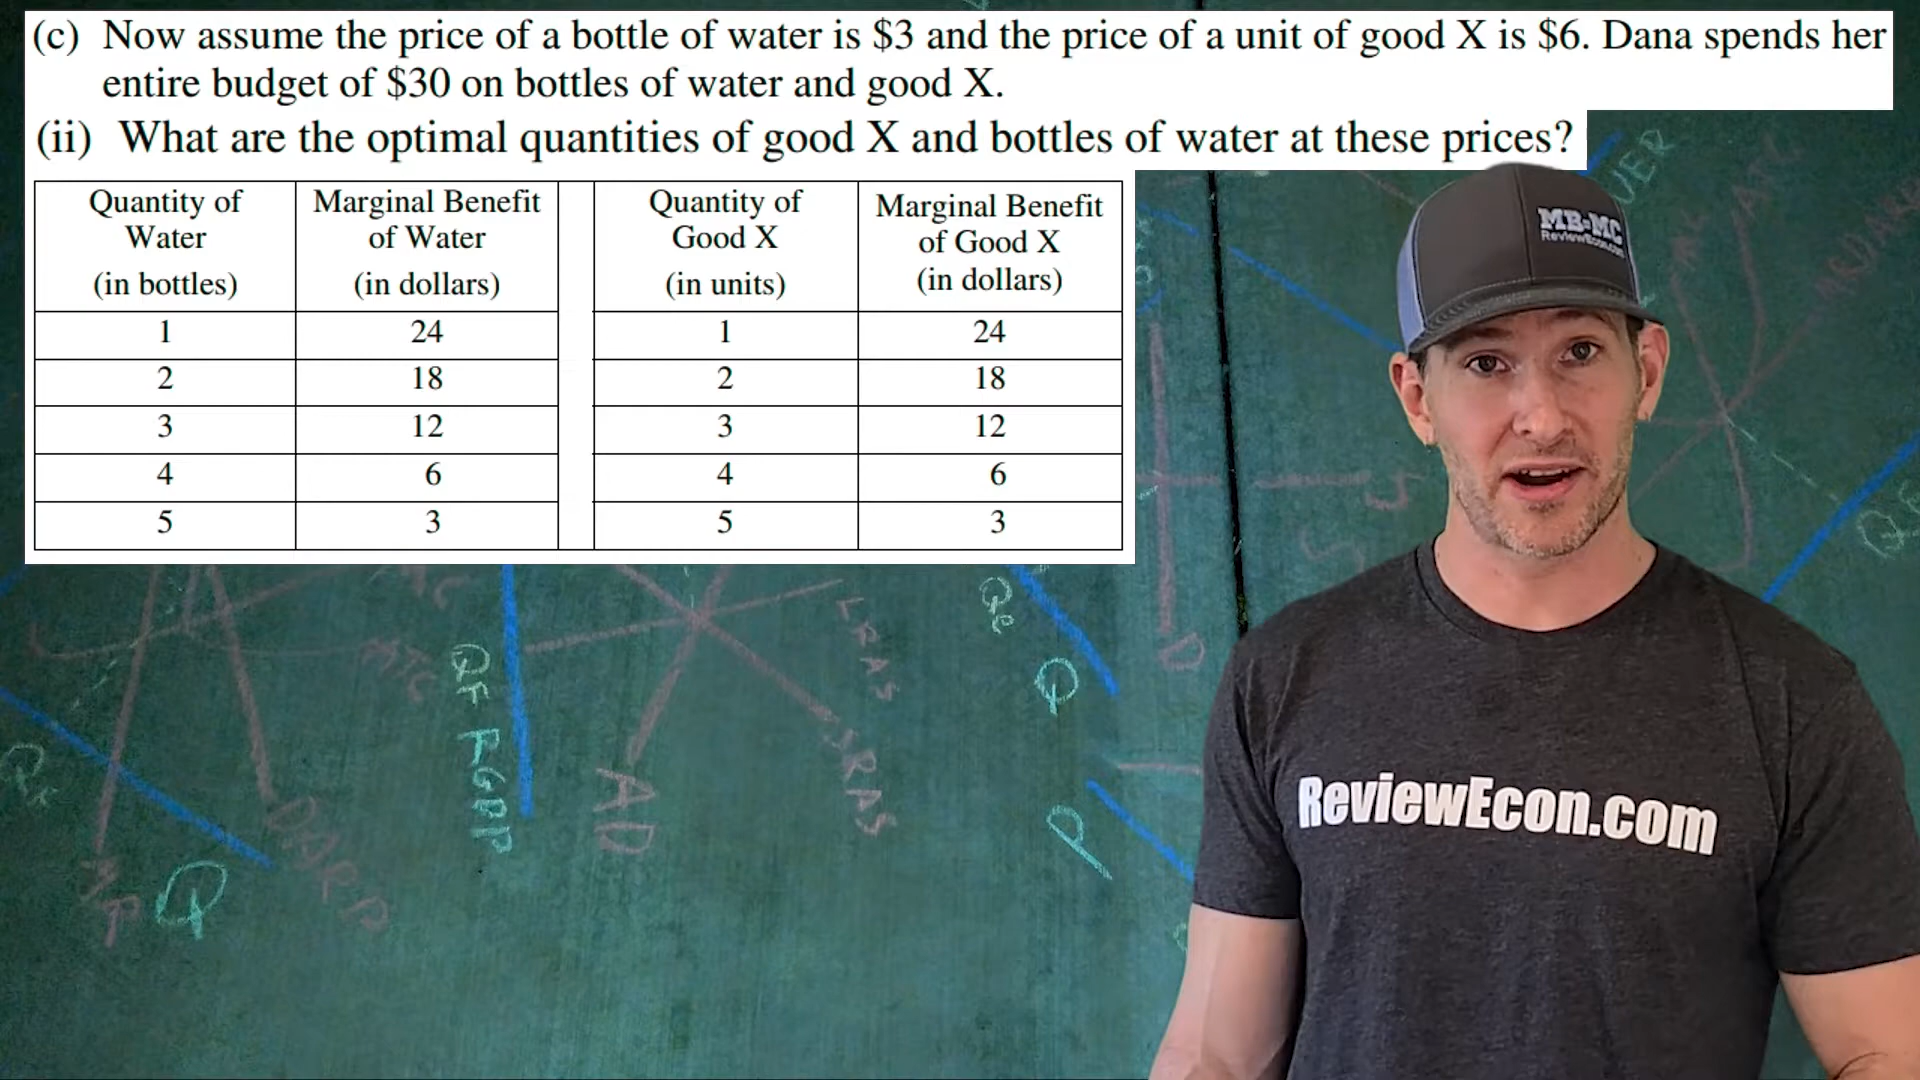 (c) Now assume the price of a bottle of water is $3 and the price of a unit of good X is $6. Dana spends her
entire budget of $30 on bottles of water and good X.
(ii) What are the optimal quantities of good X and bottles of water at these prices?
Quantity of Water (in bottles) Marginal Benefit of Water (in dollars) Quantity of Good X (in units) Marginal Benefit of Good X (in dollars)
1 24 1 24
2 18 2 18
3 12 3 12
4 6 4 6
5 3 5 3
MB=MC
ReviewEcon.com
ReviewEcon.com
LRAS
SRAS
AD
Q
Q
P
D